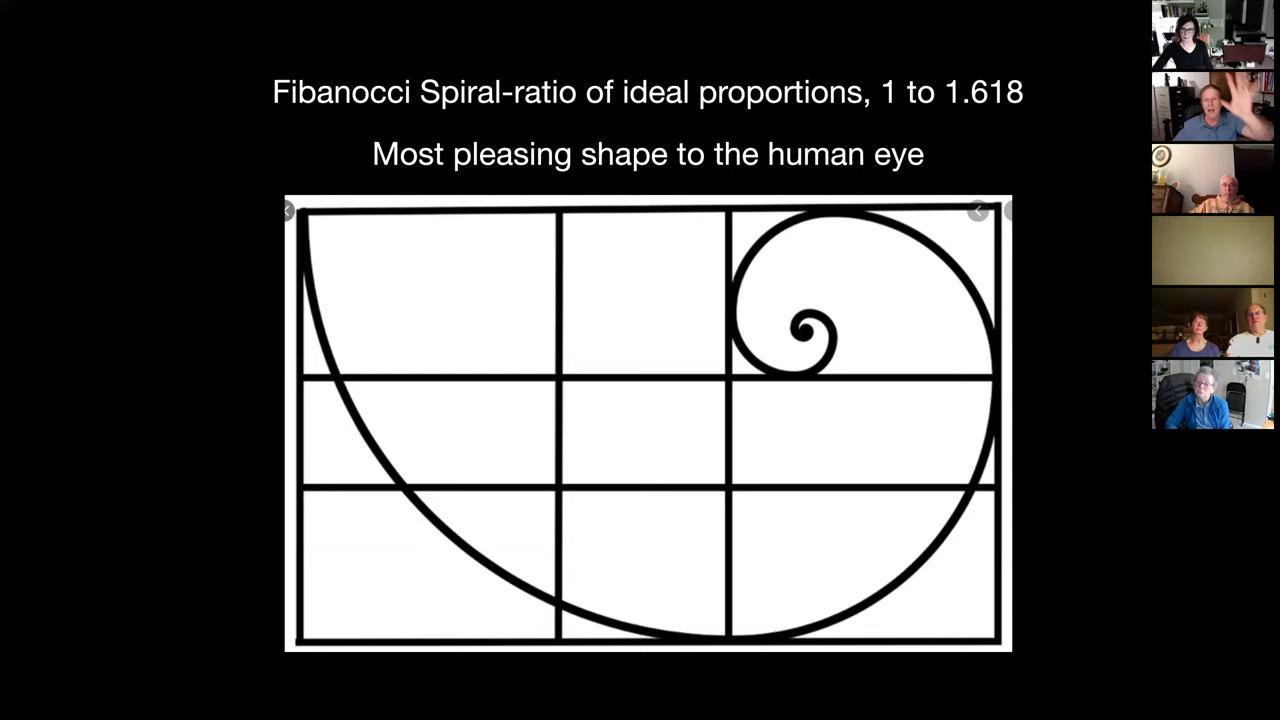 Fibanocci Spiral-ratio of ideal proportions, 1 to 1.618
Most pleasing shape to the human eye